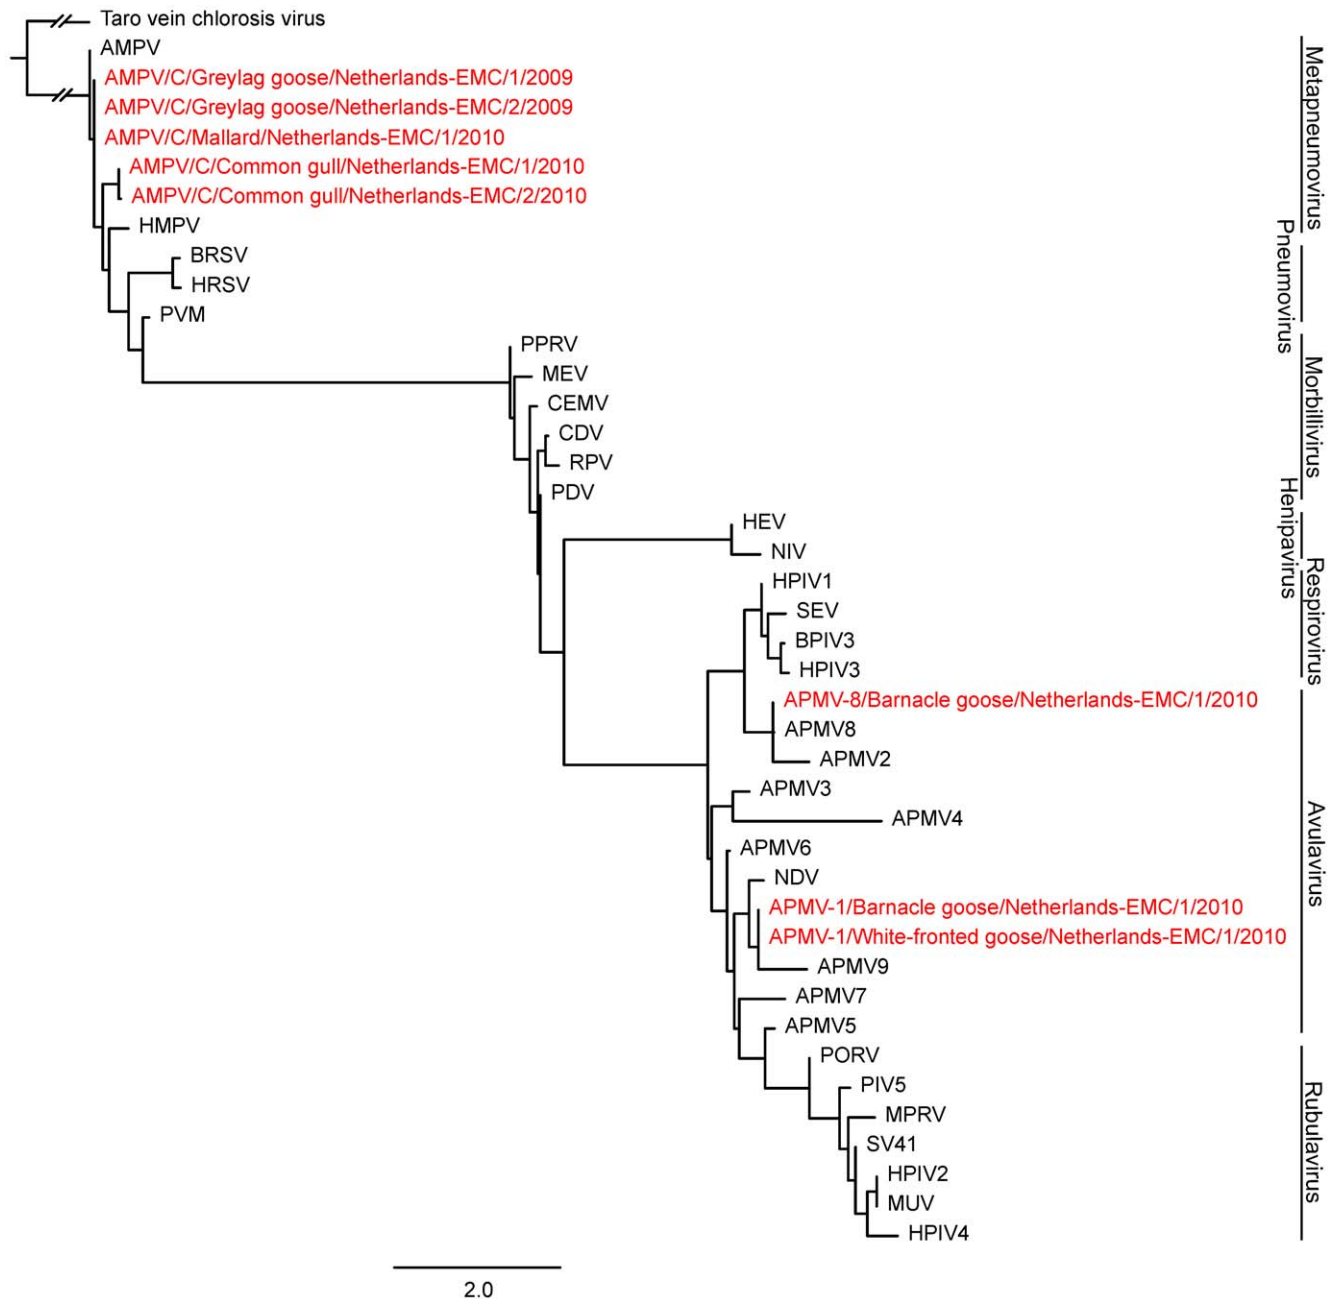 Taro vein chlorosis virus
AMPV
AMPV/C/Greylag goose/Netherlands-EMC/1/2009
AMPV/C/Greylag goose/Netherlands-EMC/2/2009
AMPV/C/Mallard/Netherlands-EMC/1/2010
AMPV/C/Common gull/Netherlands-EMC/1/2010
AMPV/C/Common gull/Netherlands-EMC/2/2010
HMPV
BRSV
HRSV
PVM
PPRV
MEV
CEMV
CDV
RPV
PDV
HEV
NIV
HPIV1
SEV
BPIV3
HPIV3
APMV-8/Barnacle goose/Netherlands-EMC/1/2010
APMV8
APMV2
APMV3
APMV4
APMV6
NDV
APMV-1/Barnacle goose/Netherlands-EMC/1/2010
APMV-1/White-fronted goose/Netherlands-EMC/1/2010
APMV9
APMV7
APMV5
PORV
PIV5
MPRV
SV41
HPIV2
MUV
HPIV4
2.0
Metapneumovirus
Pneumovirus
Morbillivirus
Henipavirus
Respirovirus
Avulavirus
Rubulavirus